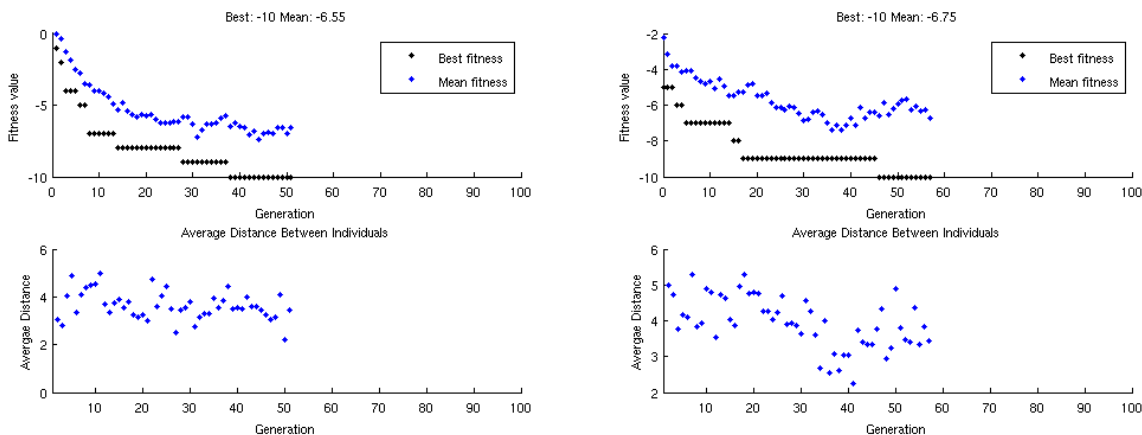 Best: -10 Mean: -6.55
0
-5
-10
Fitness value
Best fitness
Mean fitness
0 10 20 30 40 50 60 70 80 90 100
Generation
Average Distance Between Individuals
6
4
2
0
Avergae Distance
10 20 30 40 50 60 70 80 90 100
Generation
Best: -10 Mean: -6.75
-2
-4
-6
-8
-10
Fitness value
Best fitness
Mean fitness
0 10 20 30 40 50 60 70 80 90 100
Generation
Average Distance Between Individuals
6
5
4
3
2
Avergae Distance
10 20 30 40 50 60 70 80 90 100
Generation